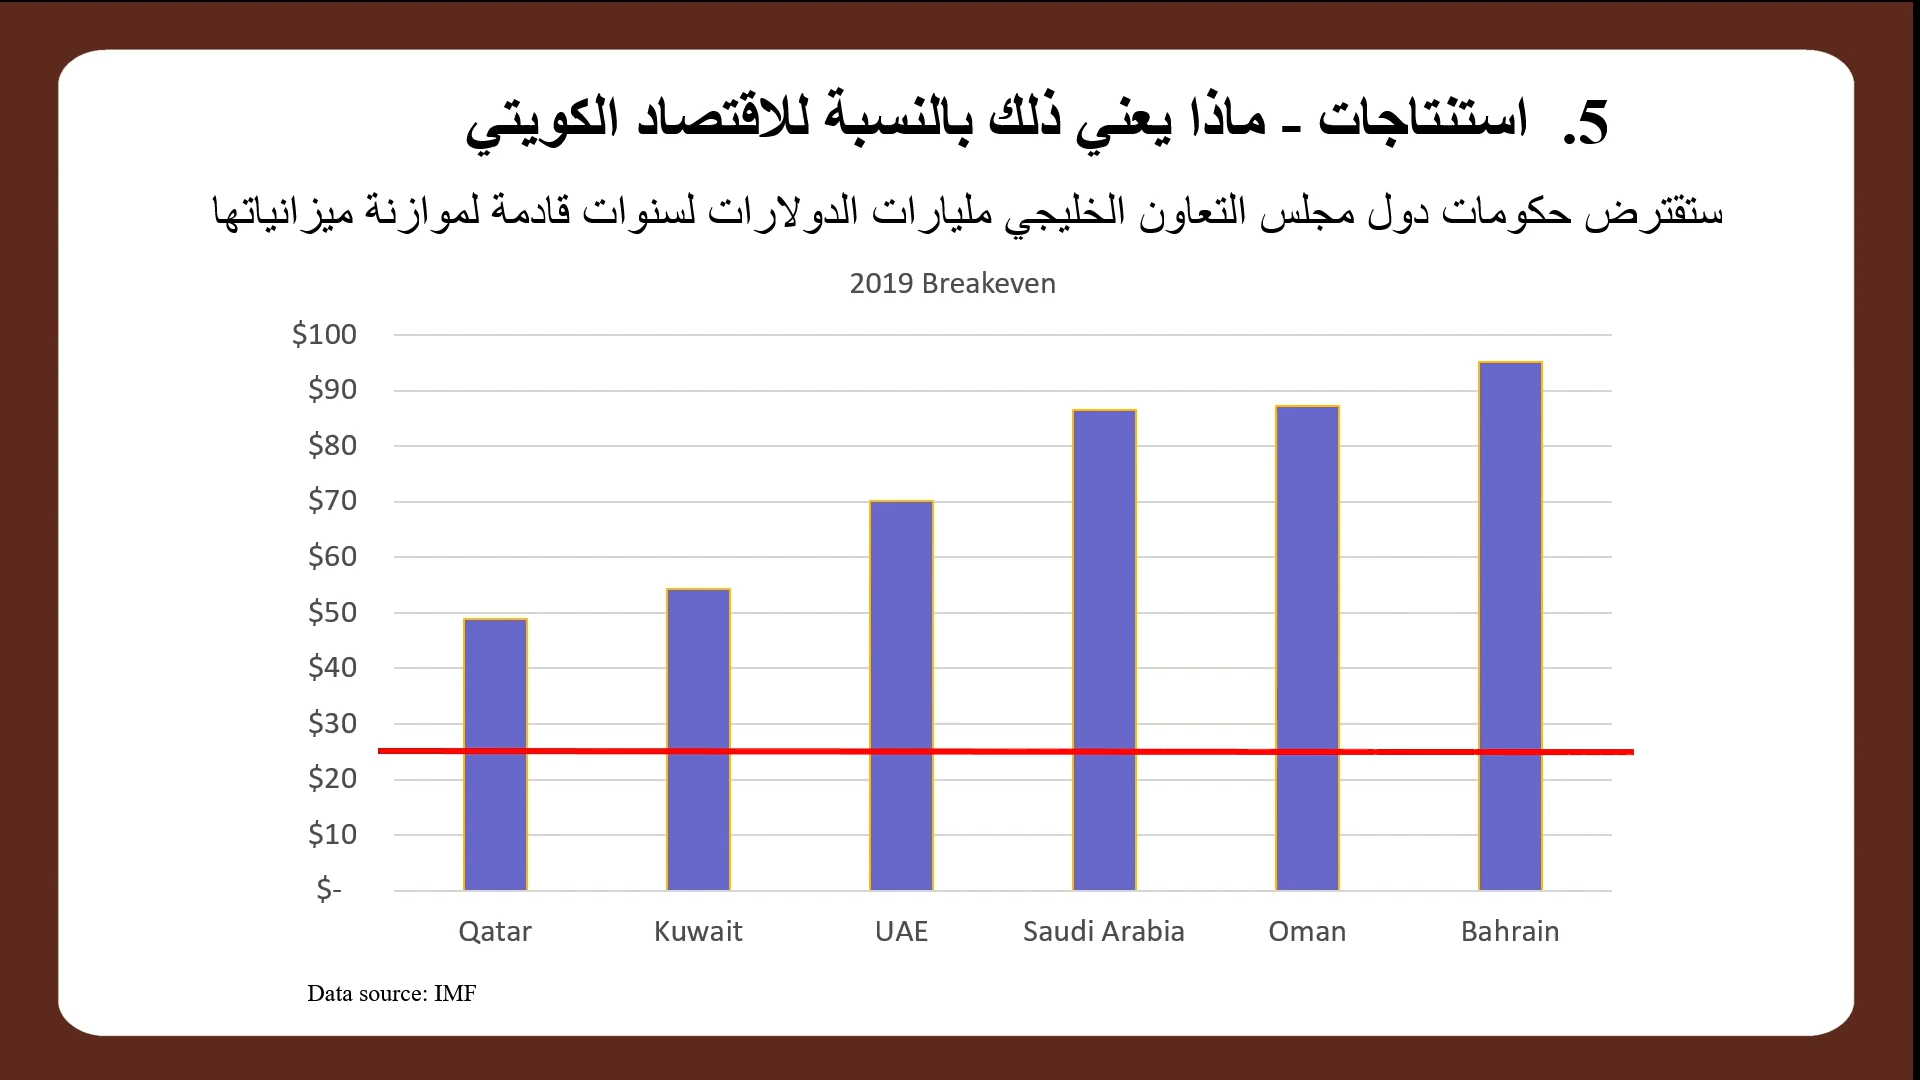 5. استنتاجات - ماذا يعني ذلك بالنسبة للاقتصاد الكويتي
ستقترض حكومات دول مجلس التعاون الخليجي مليارات الدولارات لسنوات قادمة لموازنة ميزانياتها
2019 Breakeven
$100
$90
$80
$70
$60
$50
$40
$30
$20
$10
$-
Qatar Kuwait UAE Saudi Arabia Oman Bahrain
Data source: IMF